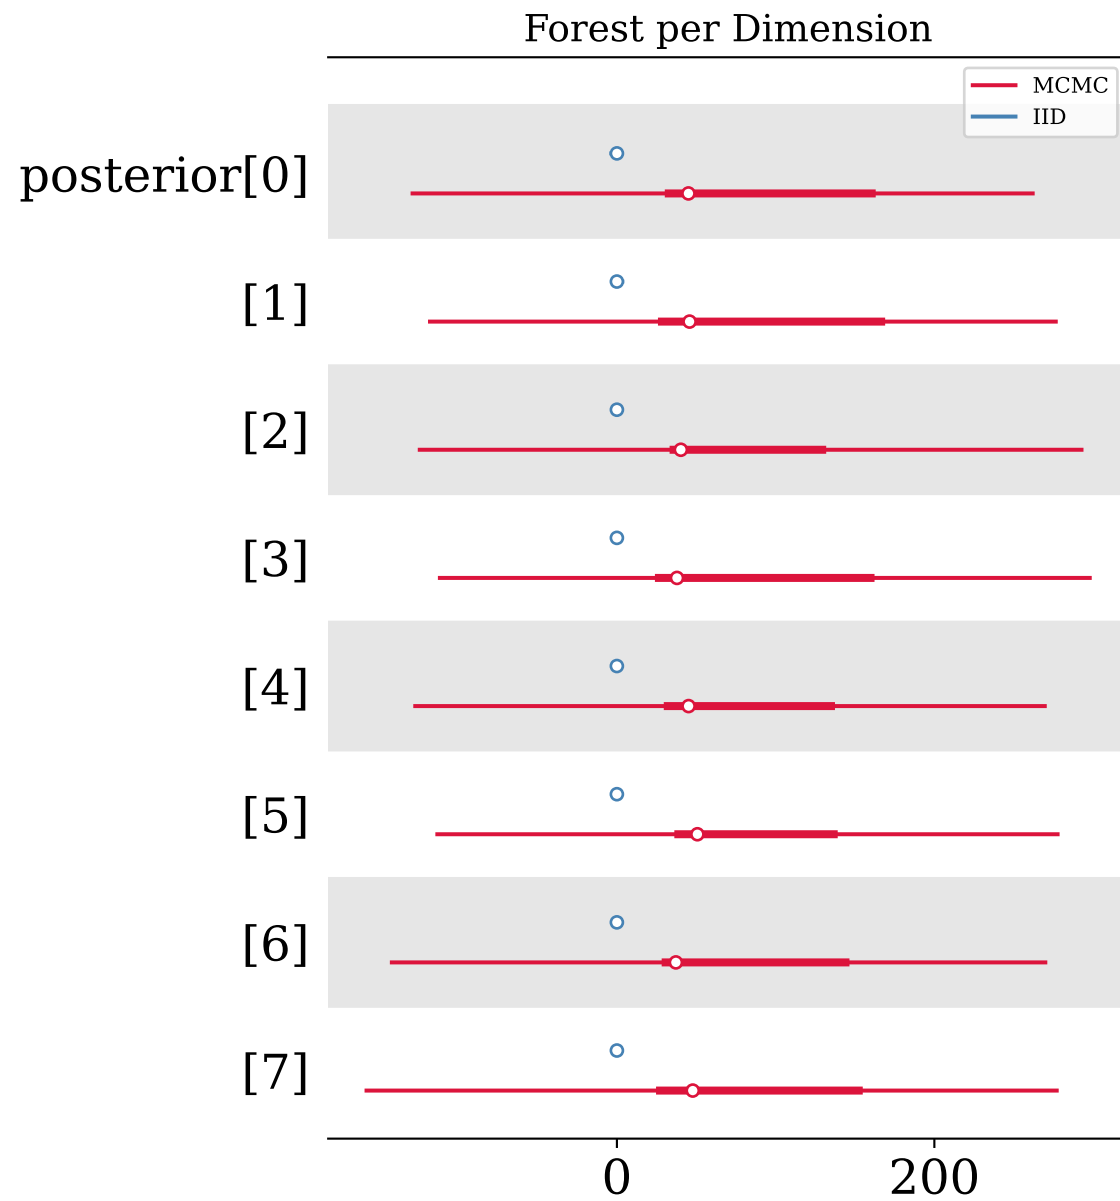 Forest per Dimension
MCMC
IID
posterior[0]
[1]
[2]
[3]
[4]
[5]
[6]
[7]
0 200